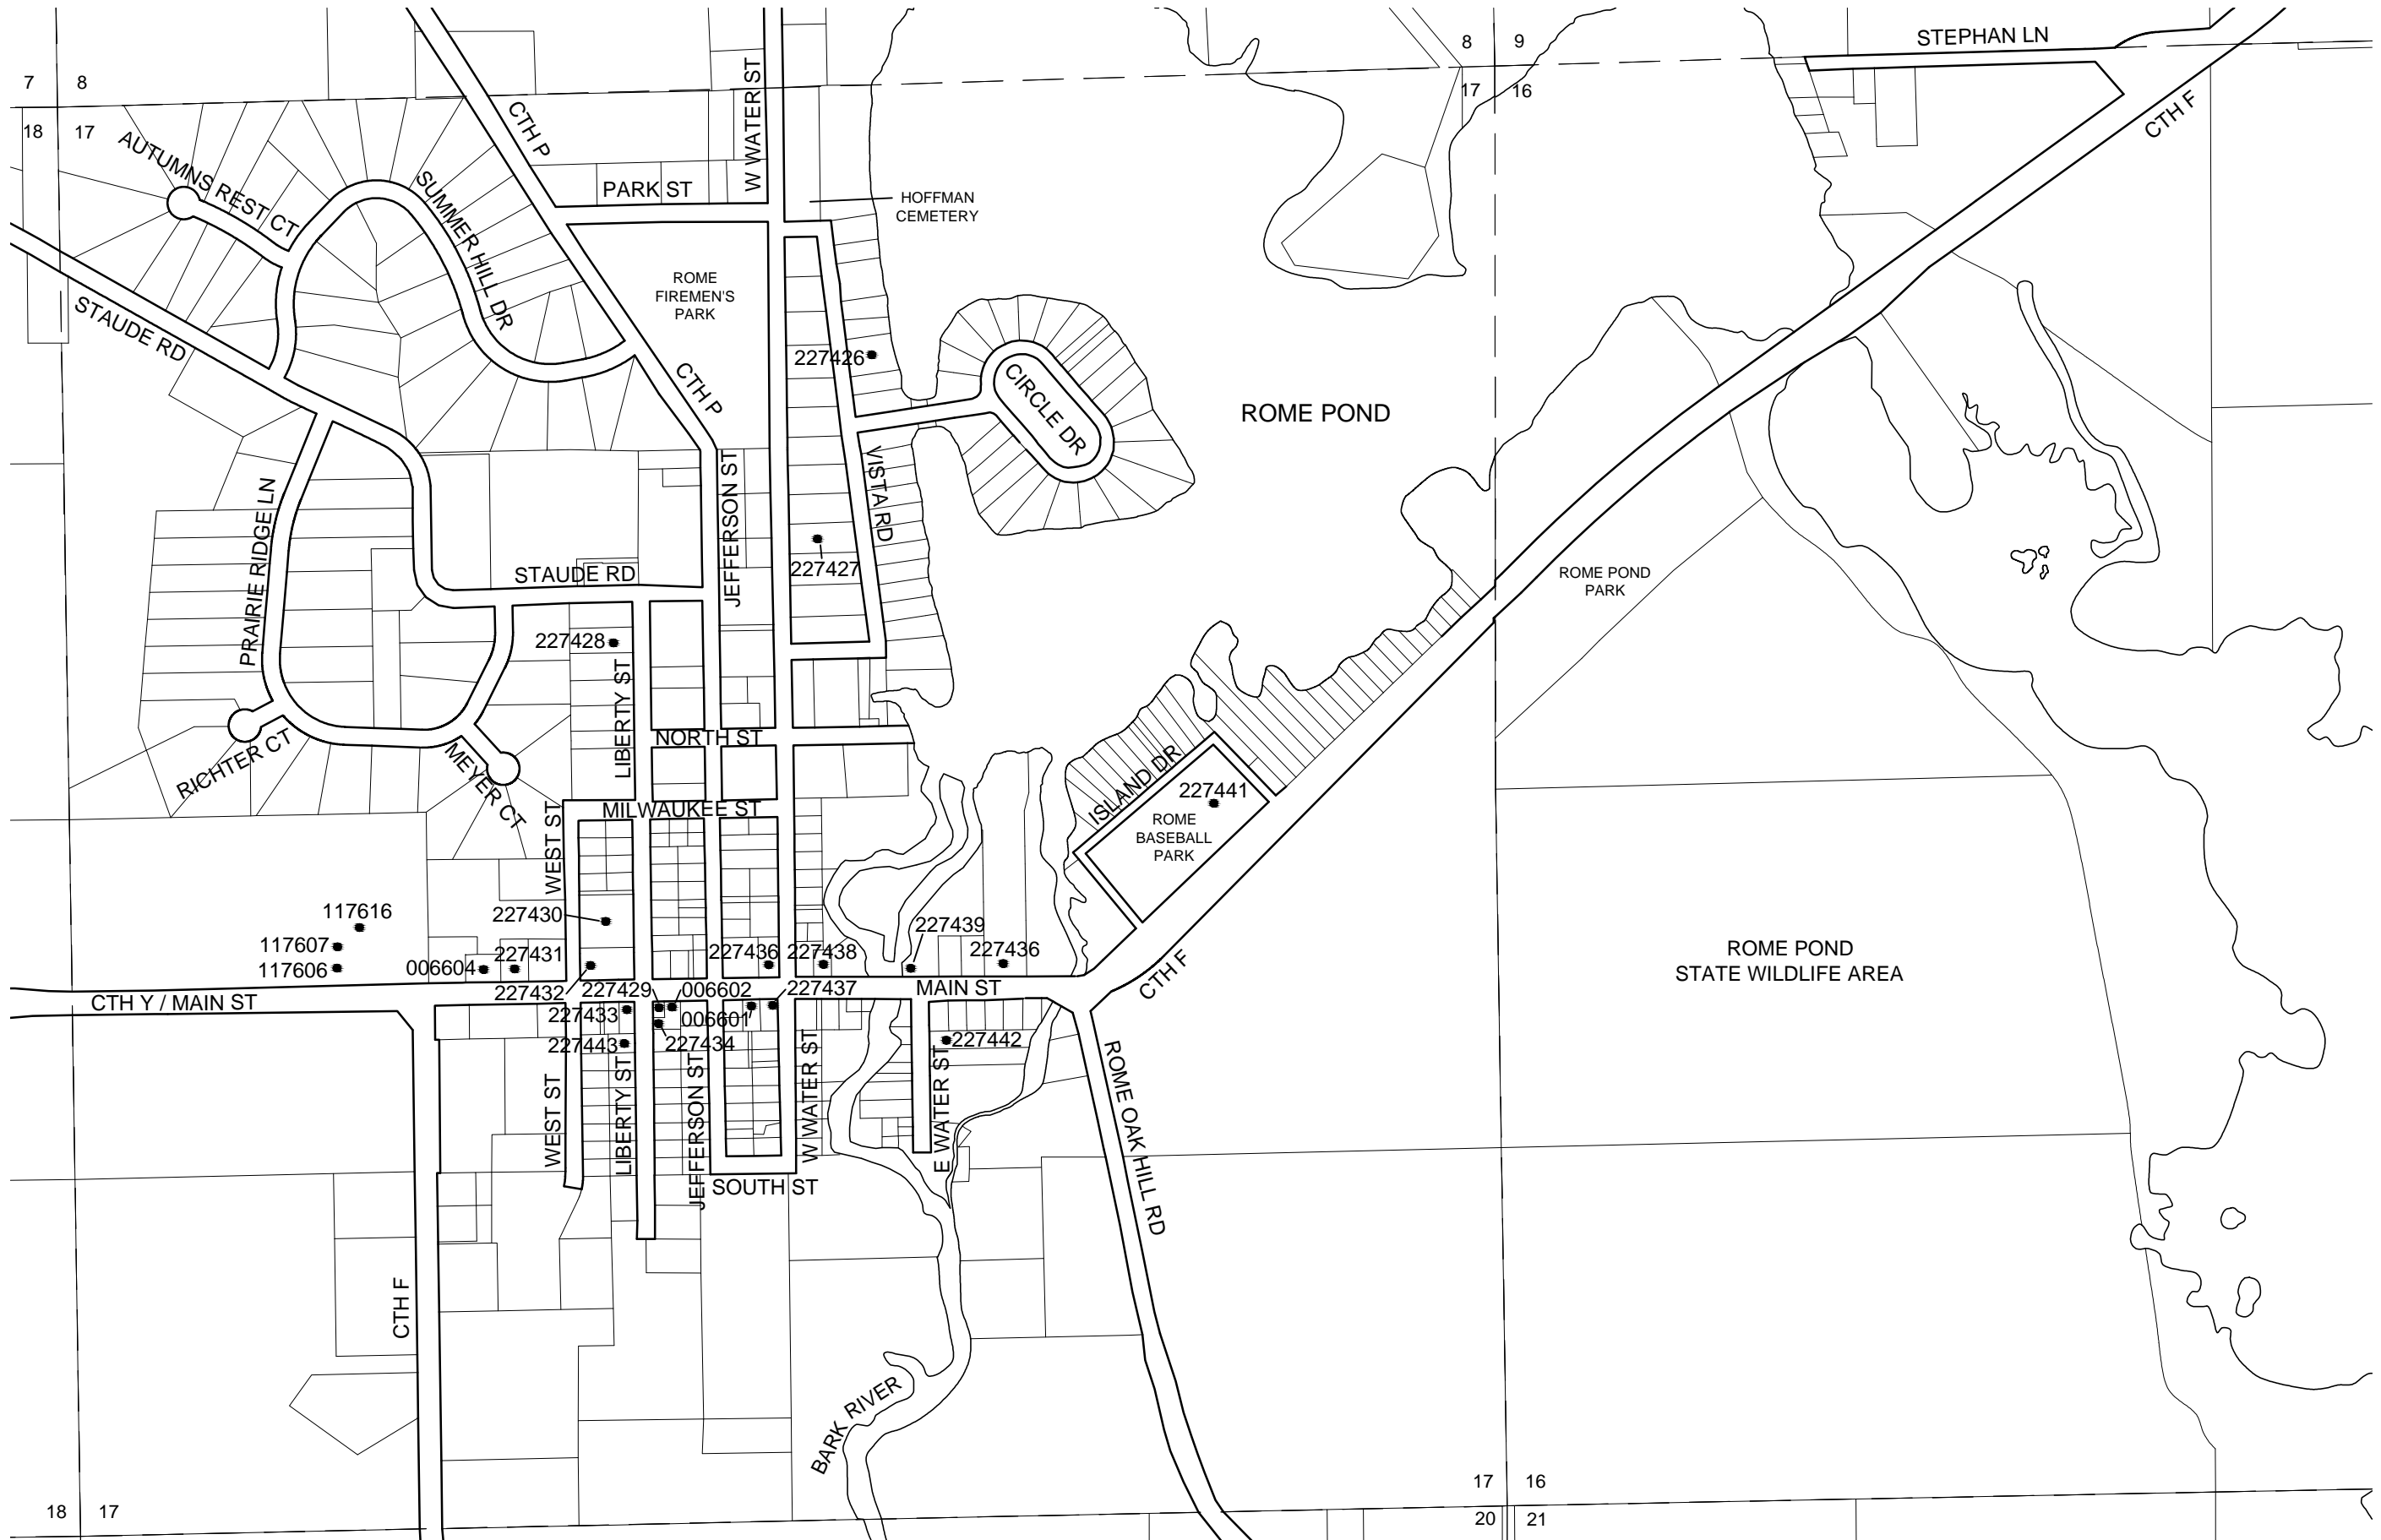 8 9
STEPHAN LN
7 8
17 16
CTH F
18 17
CTH P
W WATER ST
AUTUMNS REST CT
SUMMER HILL DR
PARK ST
HOFFMAN
CEMETERY
ROME
FIREMEN'S
PARK
STAUDE RD
227426
CTH P
CIRCLE DR
ROME POND
VISTA RD
JEFFERSON ST
PRAIRIE RIDGE LN
STAUDE RD
227427
ROME POND
PARK
227428
LIBERTY ST
NORTH ST
RICHTER CT
MEYER CT
ISLAND DR
227441
WEST ST
MILWAUKEE ST
ROME
BASEBALL
PARK
117616
227430
227439
117607
227431
227436
227438
227436
ROME POND
STATE WILDLIFE AREA
117606
006604
CTH F
227432
227429
006602
227437
MAIN ST
CTH Y / MAIN ST
227433
006601
227443
227434
227442
WEST ST
LIBERTY ST
JEFFERSON ST
W WATER ST
E WATER ST
ROME OAK HILL RD
SOUTH ST
CTH F
BARK RIVER
17 16
18 17
20 21